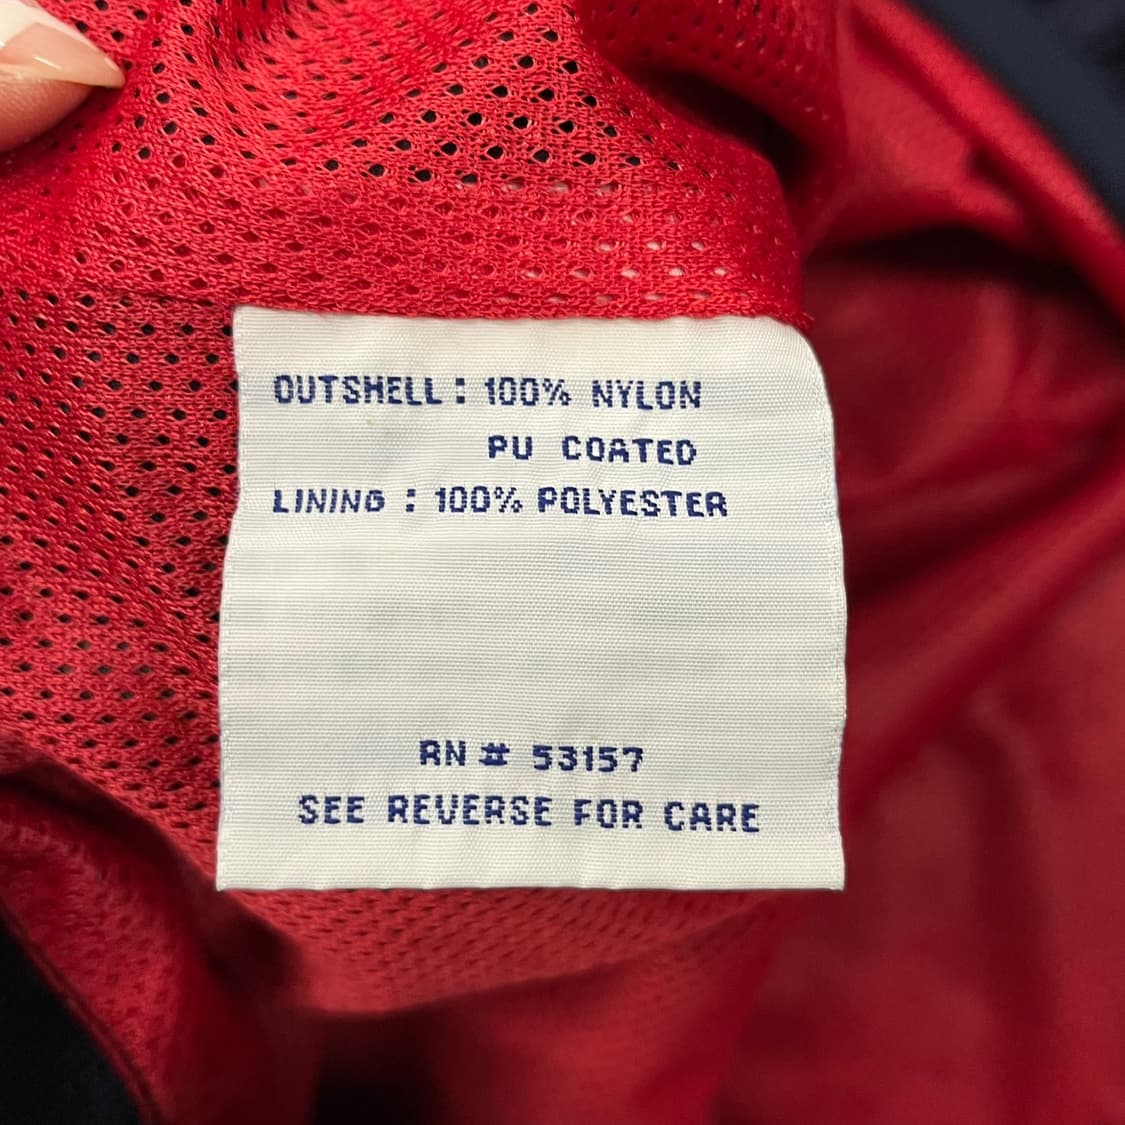 OUTSHELL : 100% NYLON
PU COATED
LINING : 100% POLYESTER
RN # 53157
SEE REVERSE FOR CARE